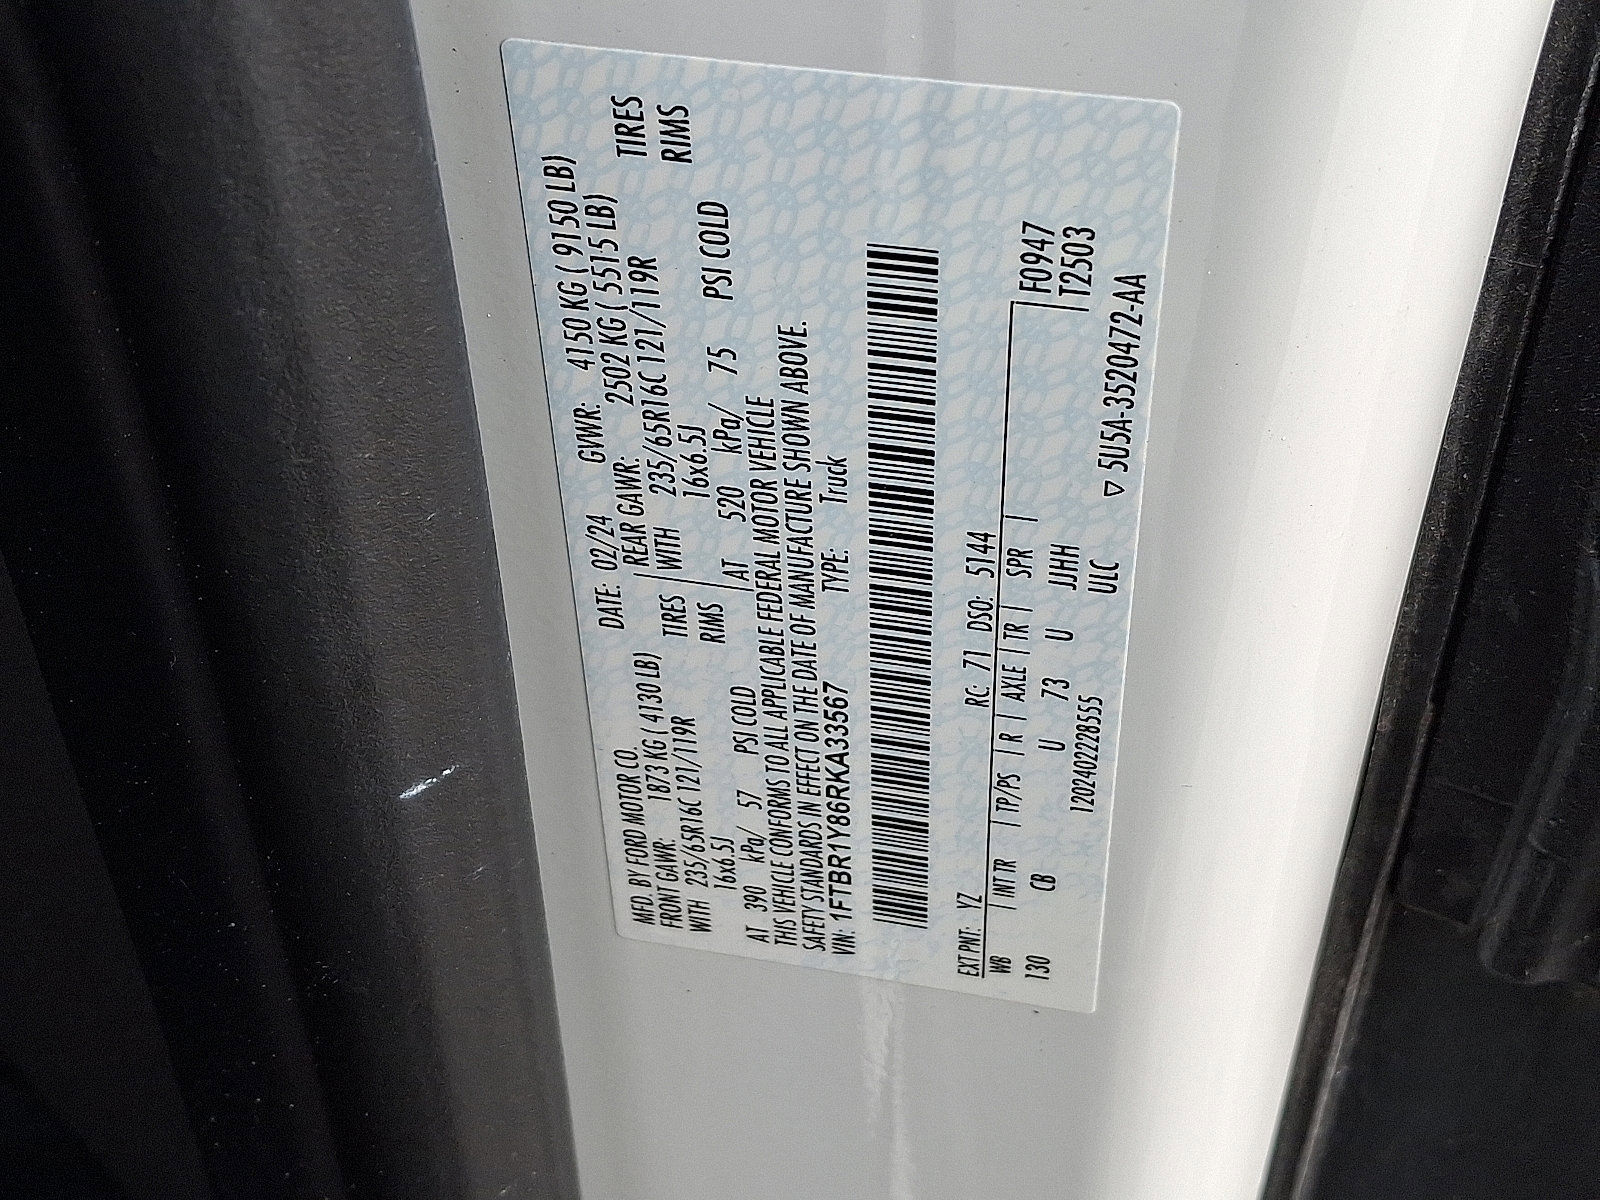 MFD. BY FORD MOTOR CO. DATE: 02/24 GVWR: 4150 KG ( 9150 LB)
FRONT GAWR: 1873 KG ( 4130 LB) REAR GAWR: 2502 KG ( 5515 LB)
WITH 235/65R16C 121/119R TIRES WITH 235/65R16C 121/119R TIRES
16x6.5J RIMS 16x6.5J RIMS
AT 390 kPa/ 57 PSI COLD AT 520 kPa/ 75 PSI COLD
THIS VEHICLE CONFORMS TO ALL APPLICABLE FEDERAL MOTOR VEHICLE
SAFETY STANDARDS IN EFFECT ON THE DATE OF MANUFACTURE SHOWN ABOVE.
VIN: 1FTBR1Y86RKA33567 TYPE: Truck
EXT PNT: YZ RC: 71 DSO: 5144 F0947
WB | INT TR | TP/PS | R | AXLE | TR | SPR | T2503
130 CB U 73 U JJHH
1202402228555 ULC ▽ 5U5A-3520472-AA